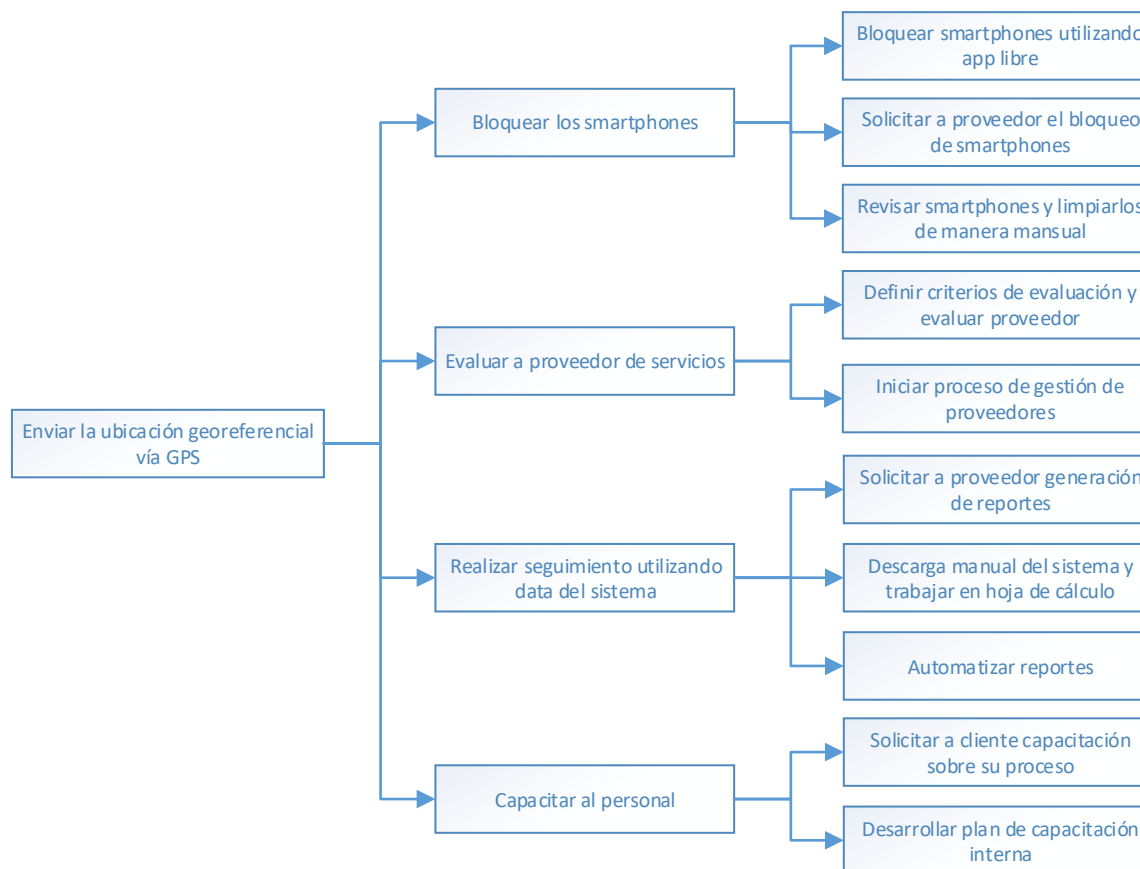 Enviar la ubicación georeferencial
vía GPS
Bloquear los smartphones
Bloquear smartphones utilizando
app libre
Solicitar a proveedor el bloqueo
de smartphones
Revisar smartphones y limpiarlos
de manera mansual
Evaluar a proveedor de servicios
Definir criterios de evaluación y
evaluar proveedor
Iniciar proceso de gestión de
proveedores
Realizar seguimiento utilizando
data del sistema
Solicitar a proveedor generación
de reportes
Descarga manual del sistema y
trabajar en hoja de cálculo
Automatizar reportes
Capacitar al personal
Solicitar a cliente capacitación
sobre su proceso
Desarrollar plan de capacitación
interna